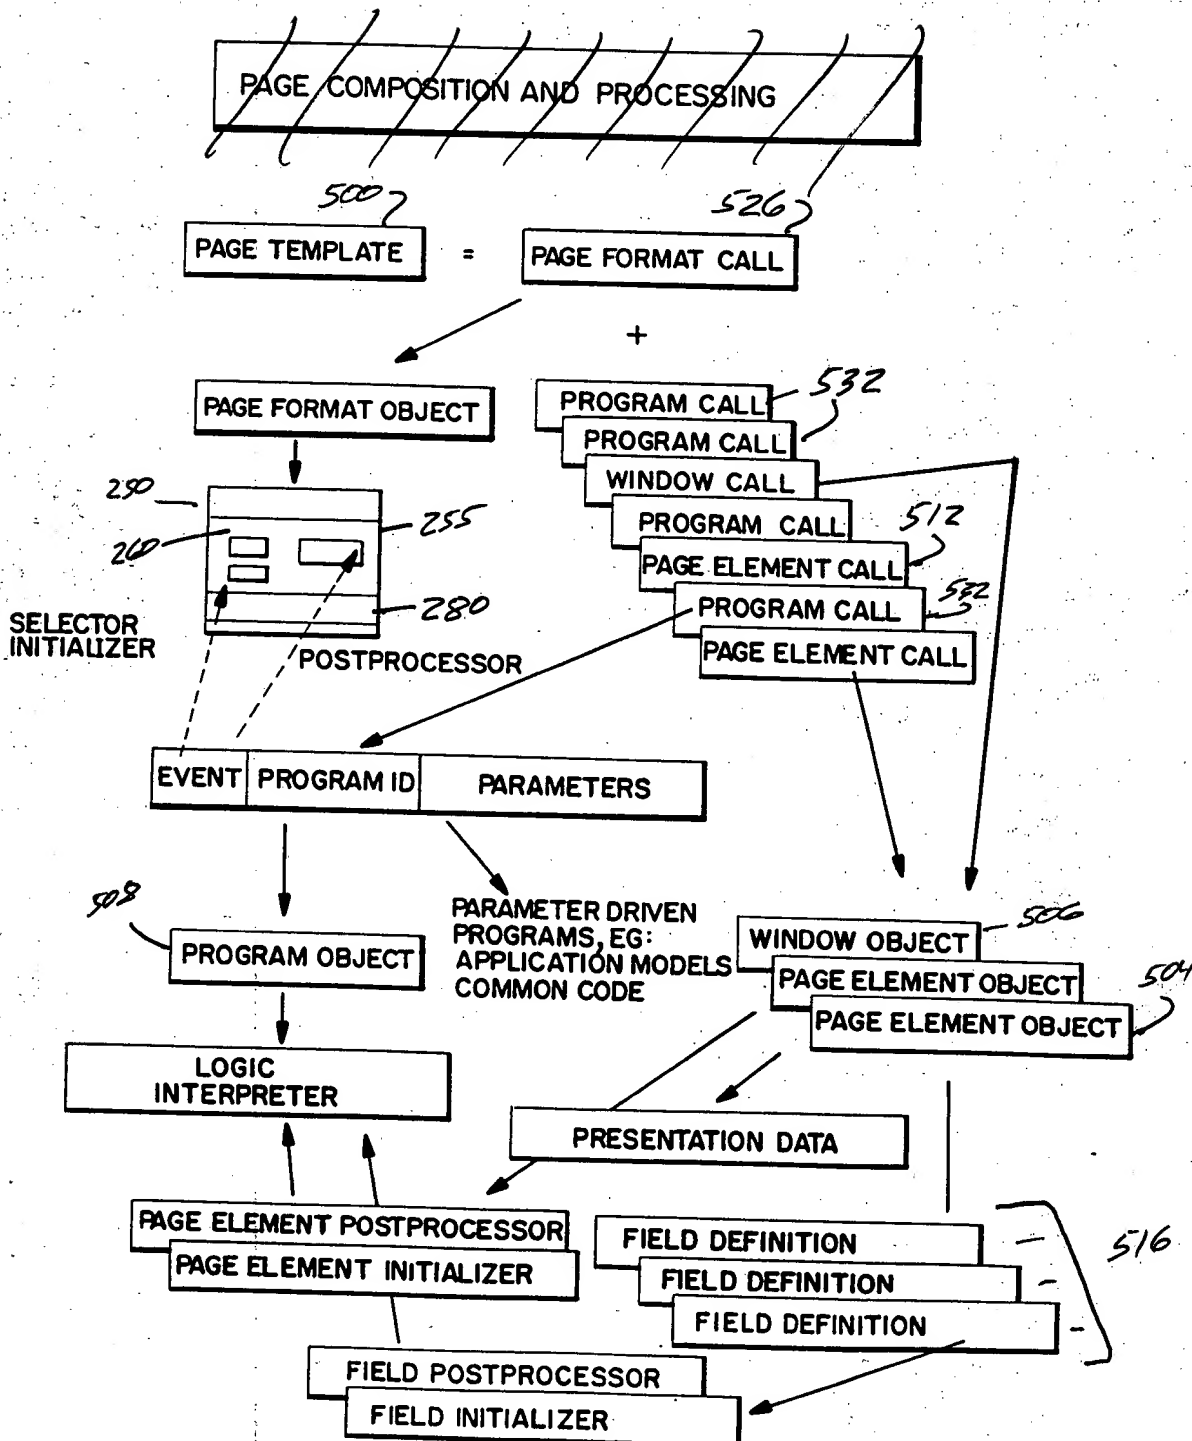 PAGE COMPOSITION AND PROCESSING
500
526
PAGE TEMPLATE
=
PAGE FORMAT CALL
+
PAGE FORMAT OBJECT
PROGRAM CALL
532
PROGRAM CALL
WINDOW CALL
PROGRAM CALL
512
PAGE ELEMENT CALL
532
PROGRAM CALL
PAGE ELEMENT CALL
250
255
260
280
SELECTOR
INITIALIZER
POSTPROCESSOR
EVENT
PROGRAM ID
PARAMETERS
508
PROGRAM OBJECT
PARAMETER DRIVEN
PROGRAMS, EG:
APPLICATION MODELS
COMMON CODE
506
WINDOW OBJECT
PAGE ELEMENT OBJECT
504
PAGE ELEMENT OBJECT
LOGIC
INTERPRETER
PRESENTATION DATA
PAGE ELEMENT POSTPROCESSOR
PAGE ELEMENT INITIALIZER
FIELD DEFINITION
FIELD DEFINITION
FIELD DEFINITION
516
FIELD POSTPROCESSOR
FIELD INITIALIZER